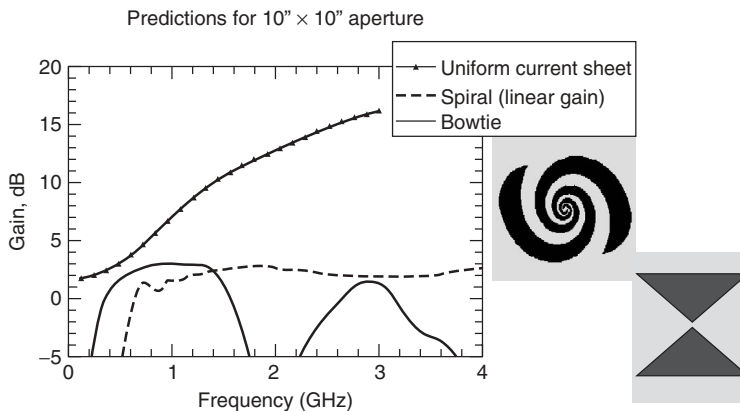 Predictions for 10” × 10” aperture
Uniform current sheet
Spiral (linear gain)
Bowtie
Gain, dB
20
15
10
5
0
−5
0
1
2
3
4
Frequency (GHz)